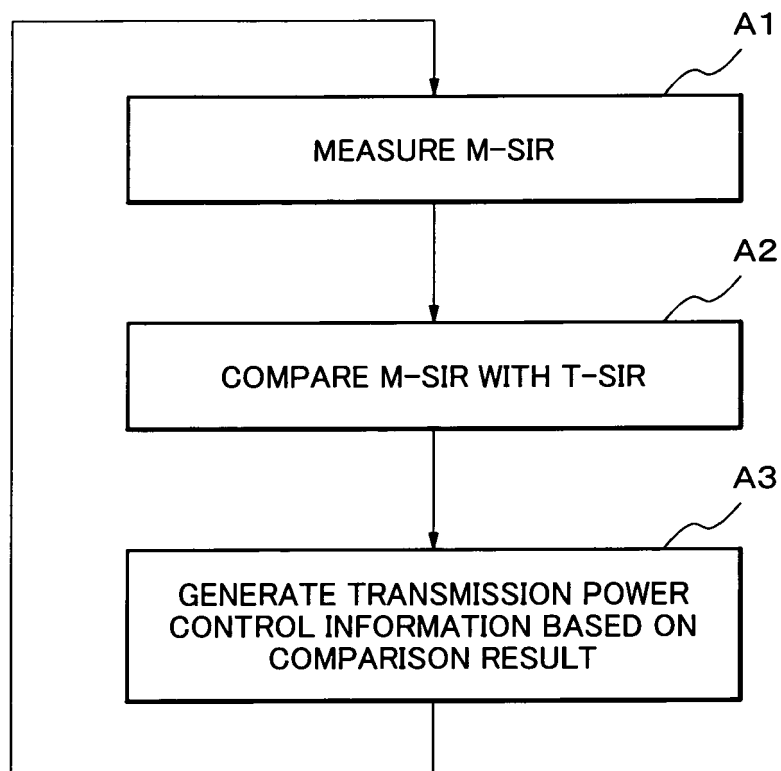 A1
MEASURE M-SIR
A2
COMPARE M-SIR WITH T-SIR
A3
GENERATE TRANSMISSION POWER
CONTROL INFORMATION BASED ON
COMPARISON RESULT